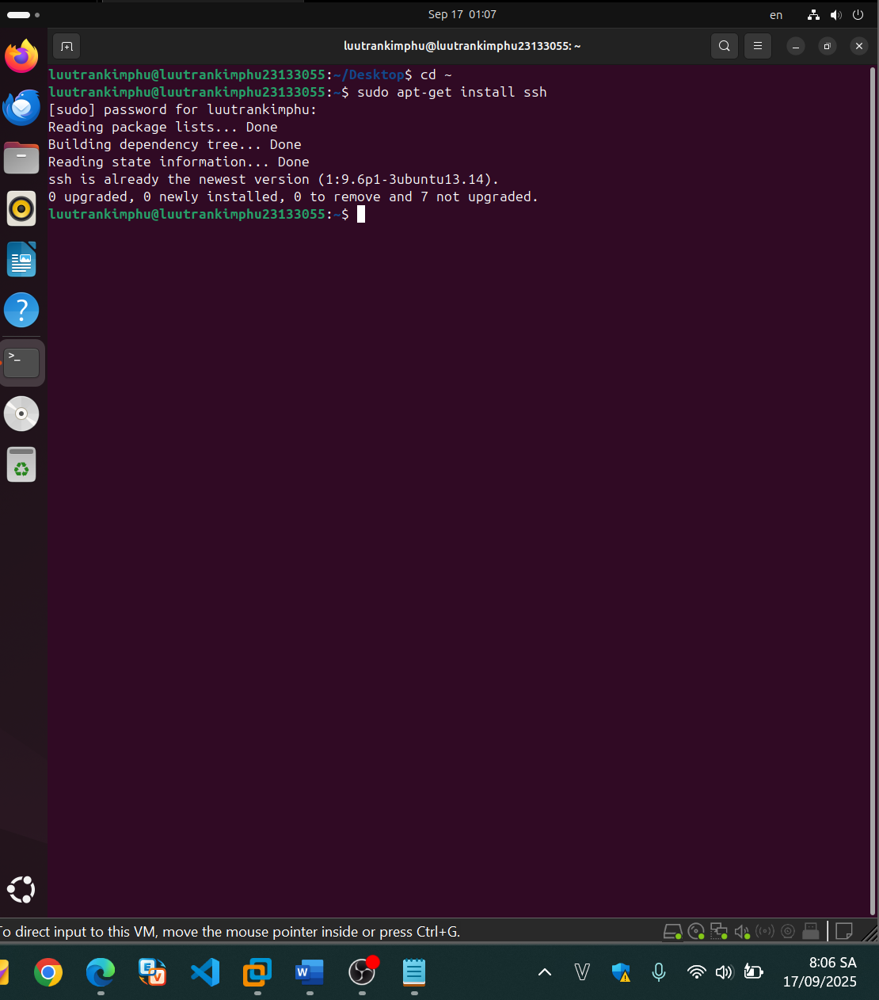 Sep 17 01:07
en
luutrankimphu@luutrankimphu23133055: ~
luutrankimphu@luutrankimphu23133055:~/Desktop$ cd ~
luutrankimphu@luutrankimphu23133055:~$ sudo apt-get install ssh
[sudo] password for luutrankimphu:
Reading package lists... Done
Building dependency tree... Done
Reading state information... Done
ssh is already the newest version (1:9.6p1-3ubuntu13.14).
0 upgraded, 0 newly installed, 0 to remove and 7 not upgraded.
luutrankimphu@luutrankimphu23133055:~$
To direct input to this VM, move the mouse pointer inside or press Ctrl+G.
8:06 SA
17/09/2025